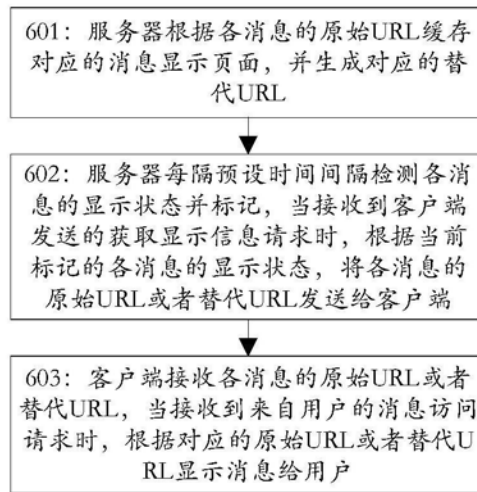 601：服务器根据各消息的原始URL缓存
对应的消息显示页面，并生成对应的替
代URL
602：服务器每隔预设时间间隔检测各消
息的显示状态并标记，当接收到客户端
发送的获取显示信息请求时，根据当前
标记的各消息的显示状态，将各消息的
原始URL或者替代URL发送给客户端
603：客户端接收各消息的原始URL或者
替代URL，当接收到来自用户的消息访问
请求时，根据对应的原始URL或者替代U
RL显示消息给用户